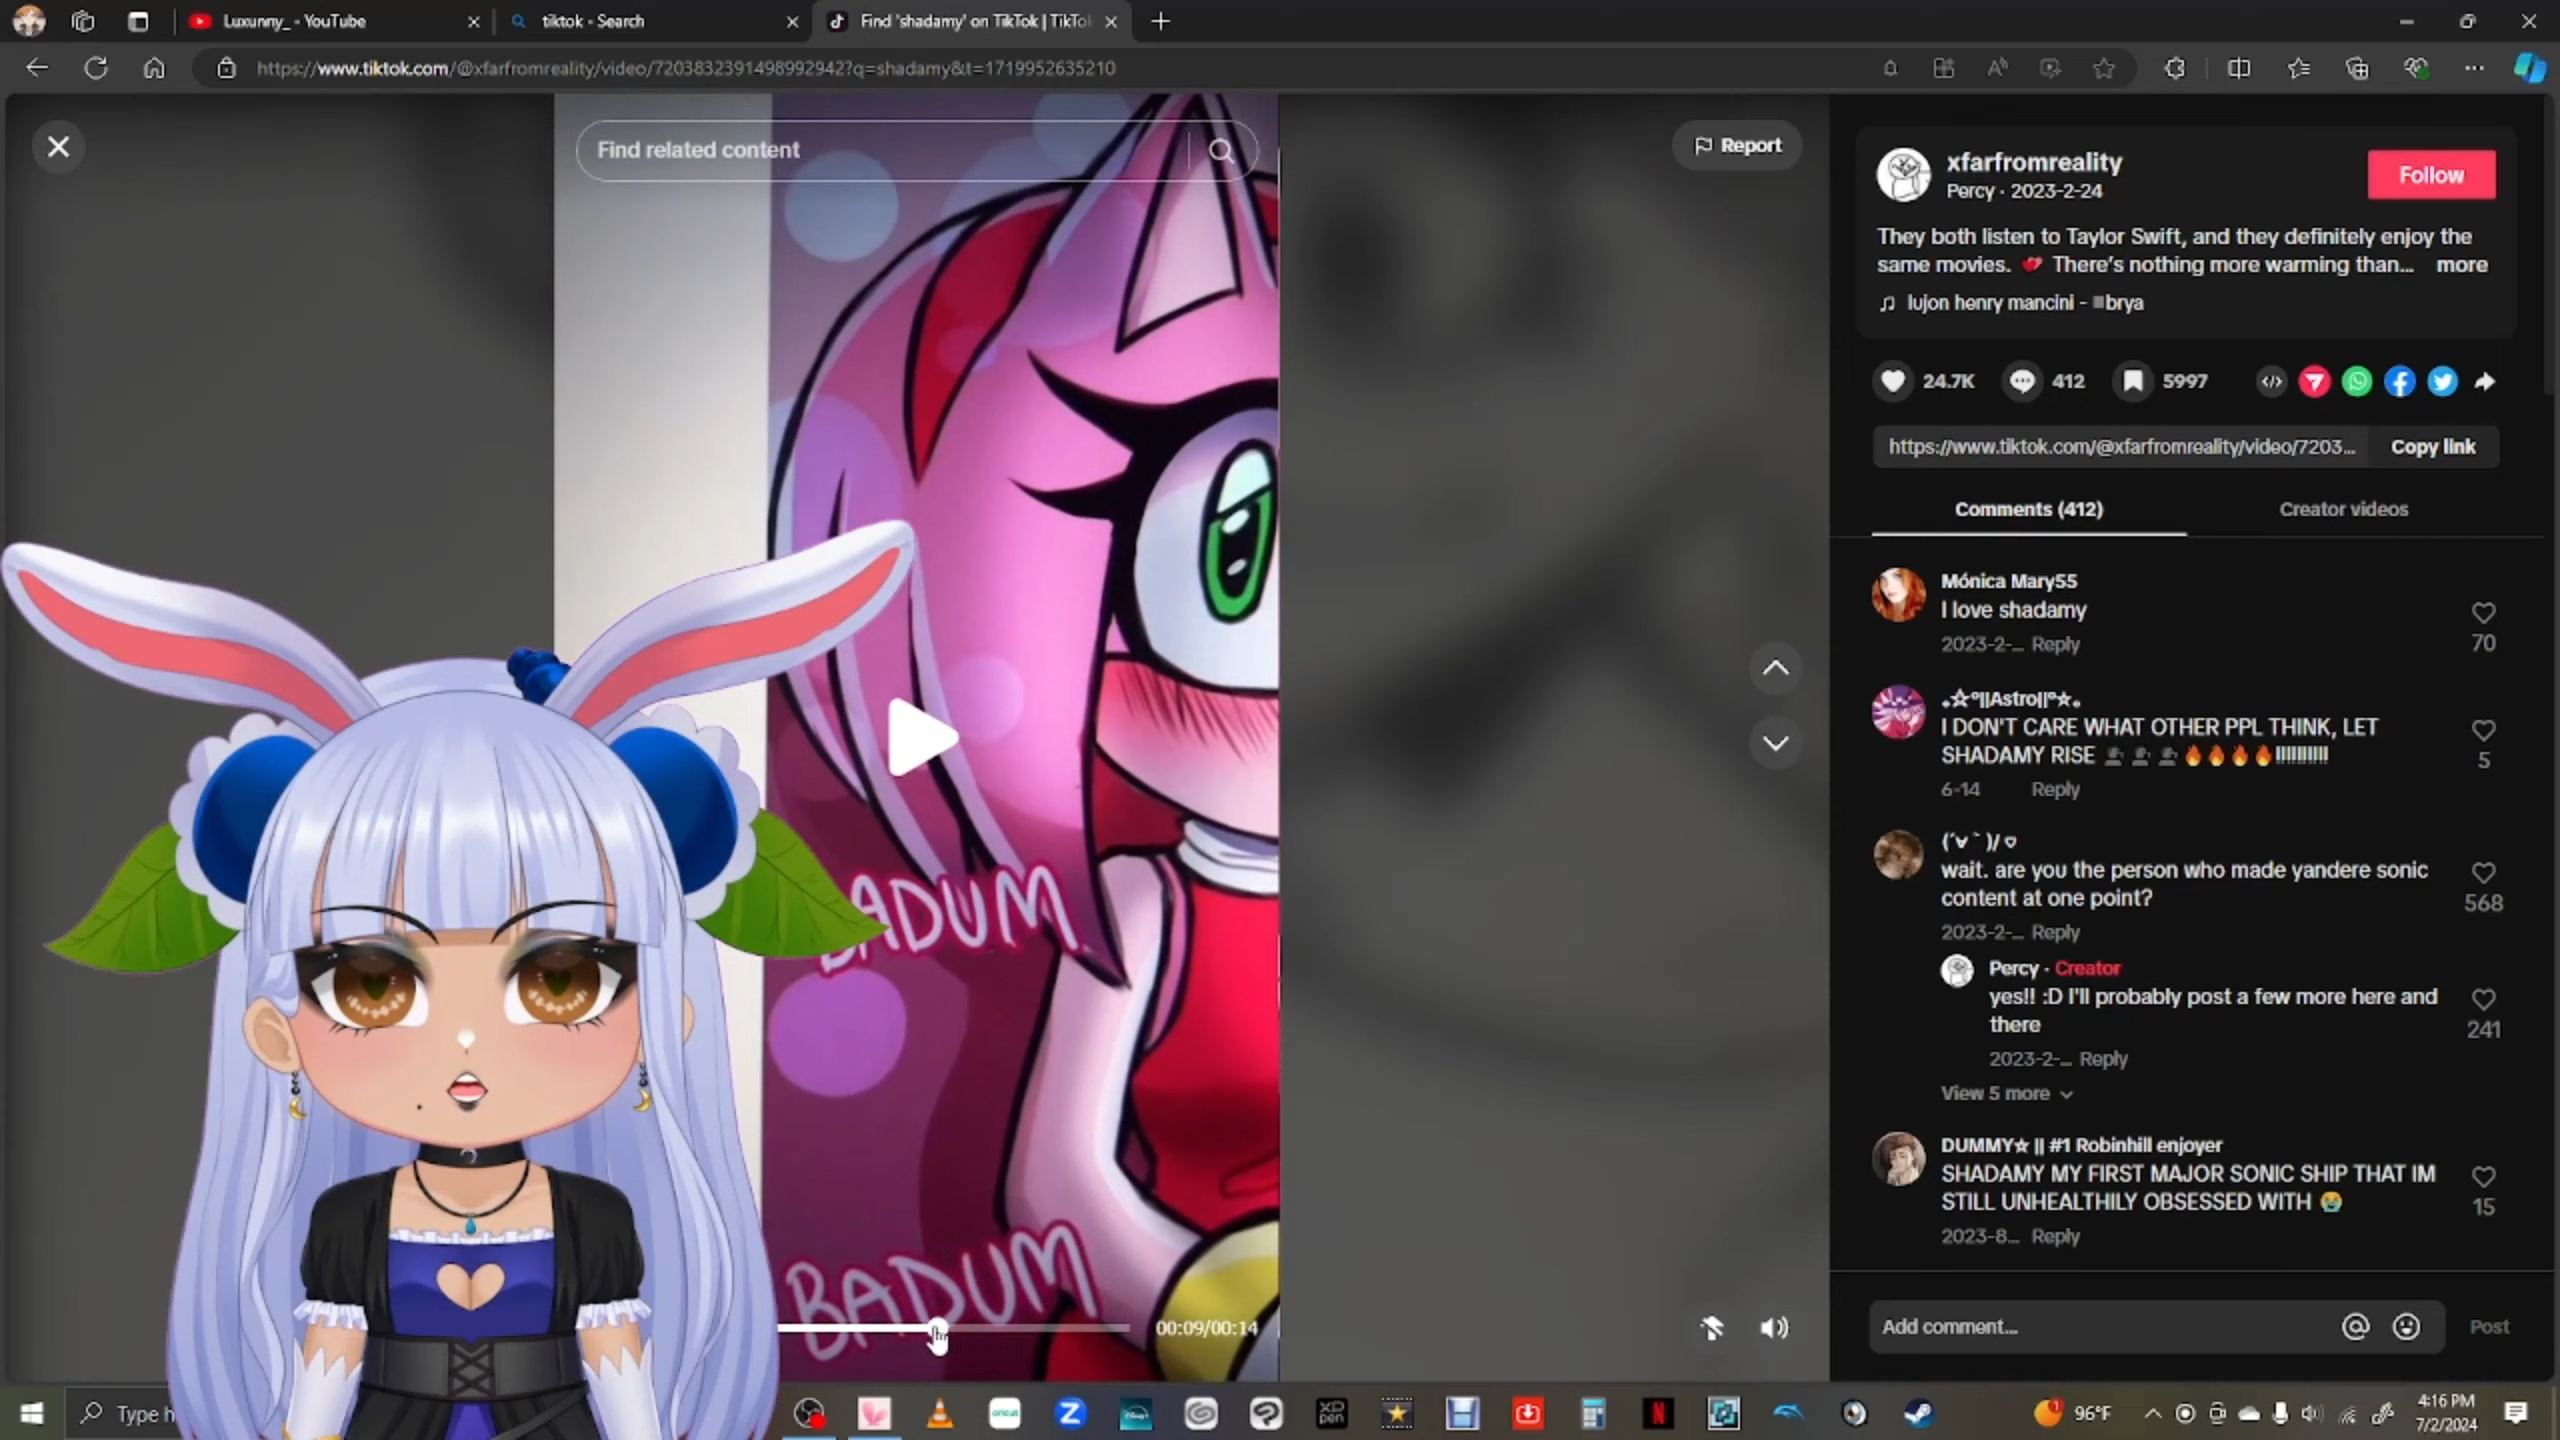 Luxunny_ - YouTube
tiktok - Search
Find 'shadamy' on TikTok | TikTo
https://www.tiktok.com/@xfarfromreality/video/7203832391498992942?q=shadamy&t=1719952635210
Find related content
Report
BADUM
BADUM
00:09/00:14
xfarfromreality
Percy · 2023-2-24
Follow
They both listen to Taylor Swift, and they definitely enjoy the
same movies. 💕 There's nothing more warming than... more
♫ lujon henry mancini - brya
24.7K
412
5997
https://www.tiktok.com/@xfarfromreality/video/7203...
Copy link
Comments (412)
Creator videos
Mónica Mary55
I love shadamy
2023-2-... Reply
70
｡☆°||Astro||°★｡
I DON'T CARE WHAT OTHER PPL THINK, LET
SHADAMY RISE 🗣🗣🗣🔥🔥🔥🔥!!!!!!!!!!
6-14 Reply
5
(´∀`)/ ♡
wait. are you the person who made yandere sonic
content at one point?
2023-2-... Reply
568
Percy · Creator
yes!! :D I'll probably post a few more here and
there
2023-2-... Reply
241
View 5 more
DUMMY☆ || #1 Robinhill enjoyer
SHADAMY MY FIRST MAJOR SONIC SHIP THAT IM
STILL UNHEALTHILY OBSESSED WITH 😭
2023-8... Reply
15
Add comment...
Post
Type h
cricut
Z
Disney+
XP
PEN
N
1
96°F
4:16 PM
7/2/2024